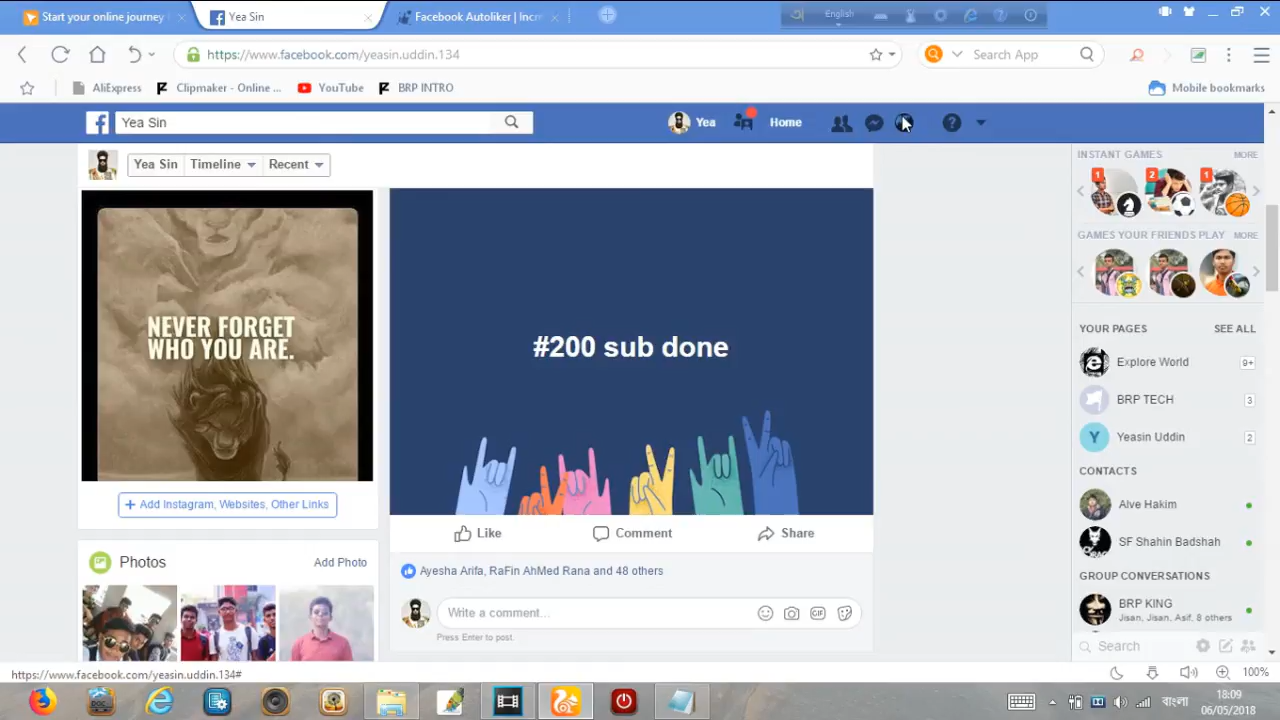 Start your online journey
Yea Sin
Facebook Autoliker | Incr
English
https://www.facebook.com/yeasin.uddin.134
Search App
AliExpress
Clipmaker - Online ...
YouTube
BRP INTRO
Mobile bookmarks
Yea Sin
Yea
Home
Yea Sin
Timeline
Recent
INSTANT GAMES
MORE
1
2
1
GAMES YOUR FRIENDS PLAY
MORE
NEVER FORGET
WHO YOU ARE.
#200 sub done
YOUR PAGES
SEE ALL
Explore World
9+
BRP TECH
3
Y
Yeasin Uddin
2
CONTACTS
Alve Hakim
SF Shahin Badshah
GROUP CONVERSATIONS
BRP KING
Jisan, Jisan, Asif, 8 others
Search
+ Add Instagram, Websites, Other Links
Like
Comment
Share
Photos
Add Photo
Ayesha Arifa, RaFin AhMed Rana and 48 others
Write a comment...
GIF
Press Enter to post.
https://www.facebook.com/yeasin.uddin.134#
100%
বাংলা
18:09
06/05/2018